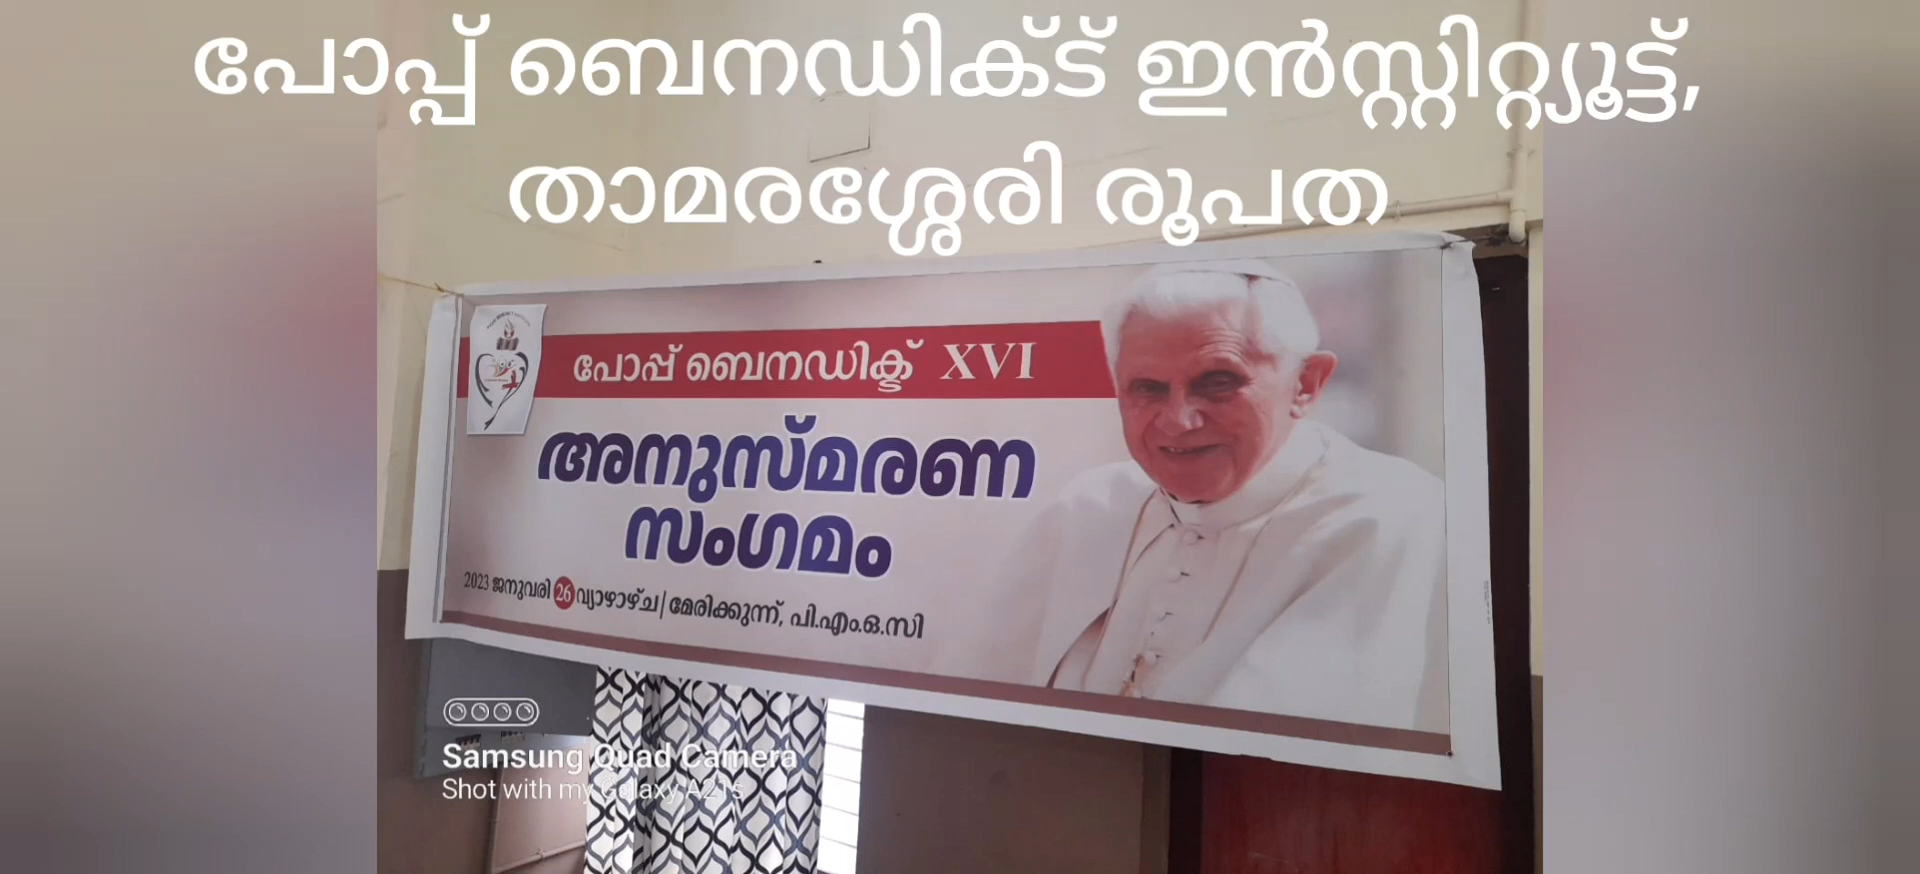 പോപ്പ് ബെനഡിക്ട് ഇൻസ്റ്റിറ്റ്യൂട്ട്,
താമരശ്ശേരി രൂപത
പോപ്പ് ബെനഡിക്ട് XVI
അനുസ്മരണ
സംഗമം
2023 ജനുവരി 26 വ്യാഴാഴ്ച | മേരിക്കുന്ന്, പി.എം.ഒ.സി
Samsung Quad Camera
Shot with my Galaxy A21s